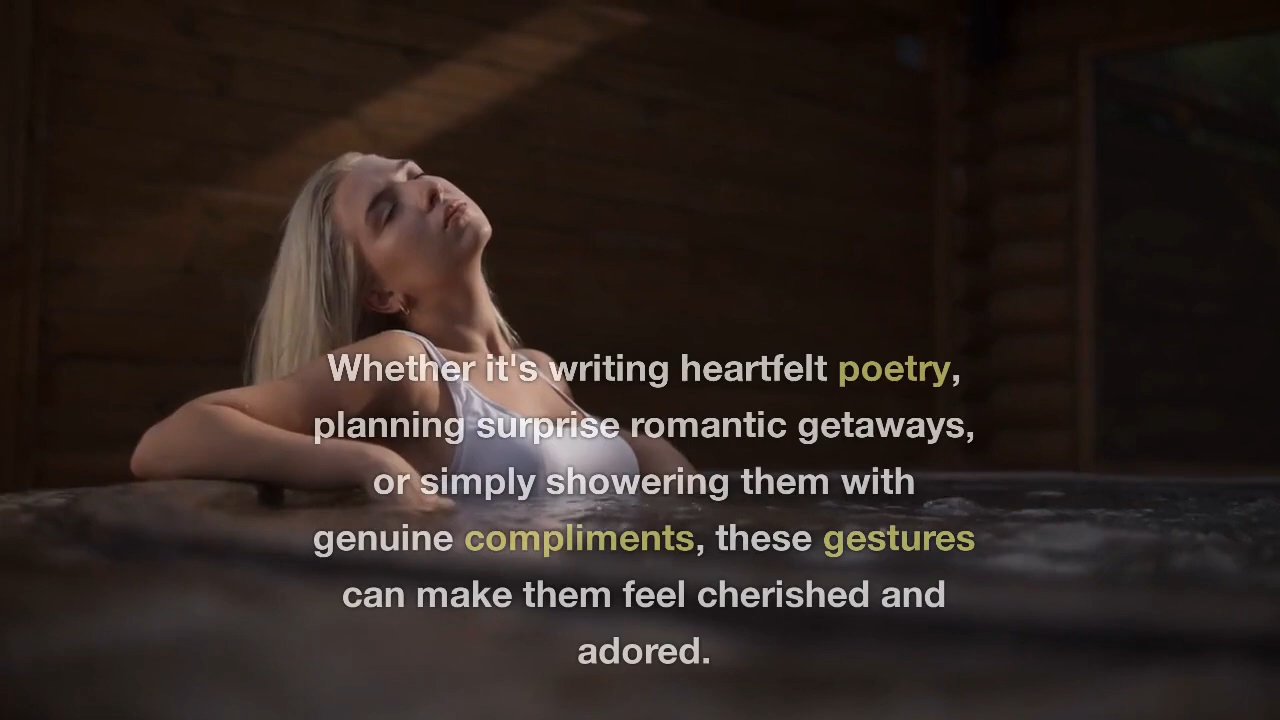 Whether it's writing heartfelt poetry,
planning surprise romantic getaways,
or simply showering them with
genuine compliments, these gestures
can make them feel cherished and
adored.